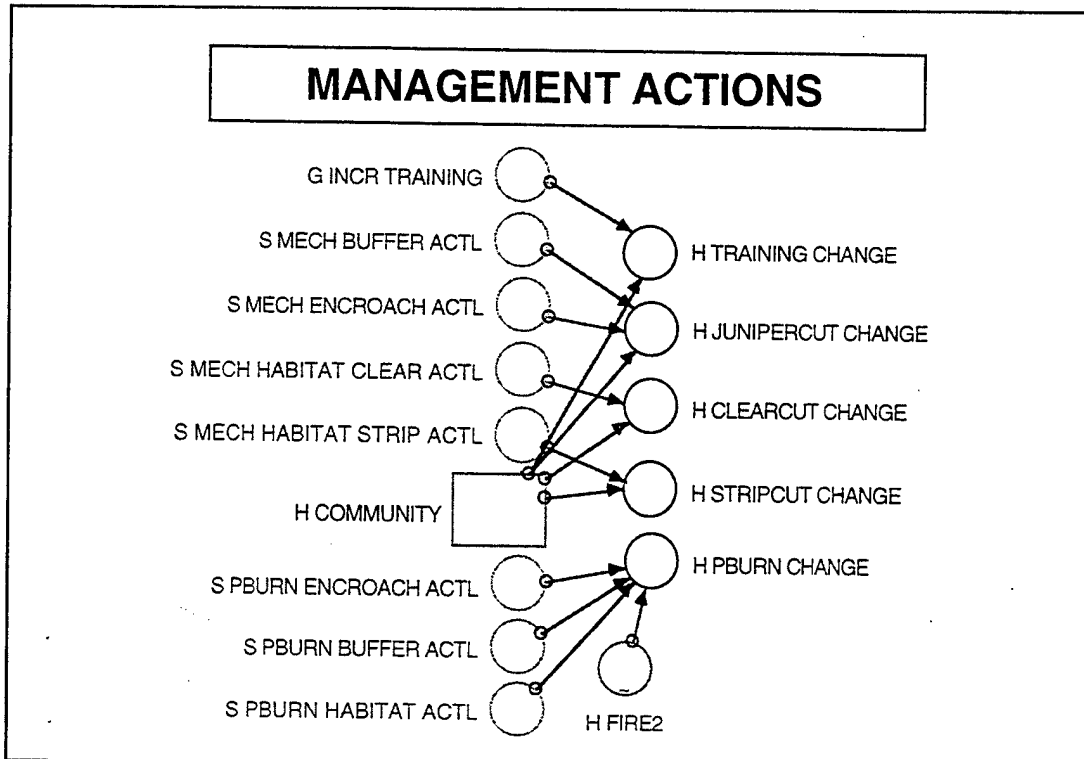 MANAGEMENT ACTIONS
G INCR TRAINING
S MECH BUFFER ACTL
H TRAINING CHANGE
S MECH ENCROACH ACTL
H JUNIPERCUT CHANGE
S MECH HABITAT CLEAR ACTL
H CLEARCUT CHANGE
S MECH HABITAT STRIP ACTL
H STRIPCUT CHANGE
H COMMUNITY
H PBURN CHANGE
S PBURN ENCROACH ACTL
S PBURN BUFFER ACTL
~
S PBURN HABITAT ACTL
H FIRE2